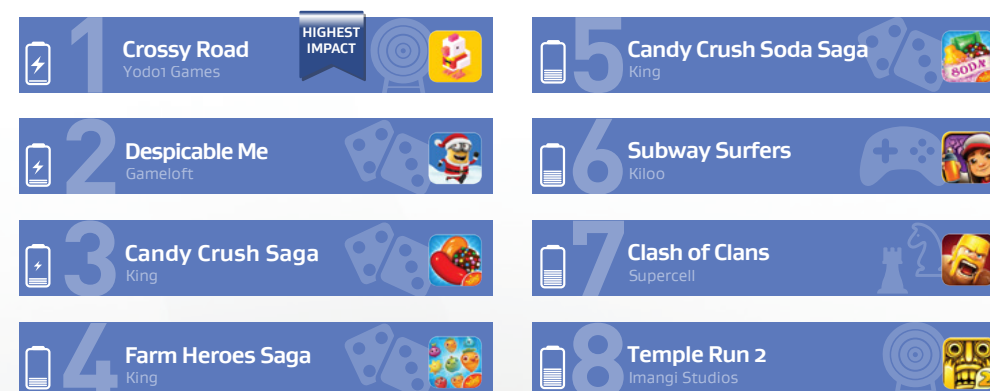 1
Crossy Road
Yodo1 Games
HIGHEST
IMPACT
2
Despicable Me
Gameloft
3
Candy Crush Saga
King
4
Farm Heroes Saga
King
5
Candy Crush Soda Saga
King
SODA
6
Subway Surfers
Kiloo
7
Clash of Clans
Supercell
8
Temple Run 2
Imangi Studios
2